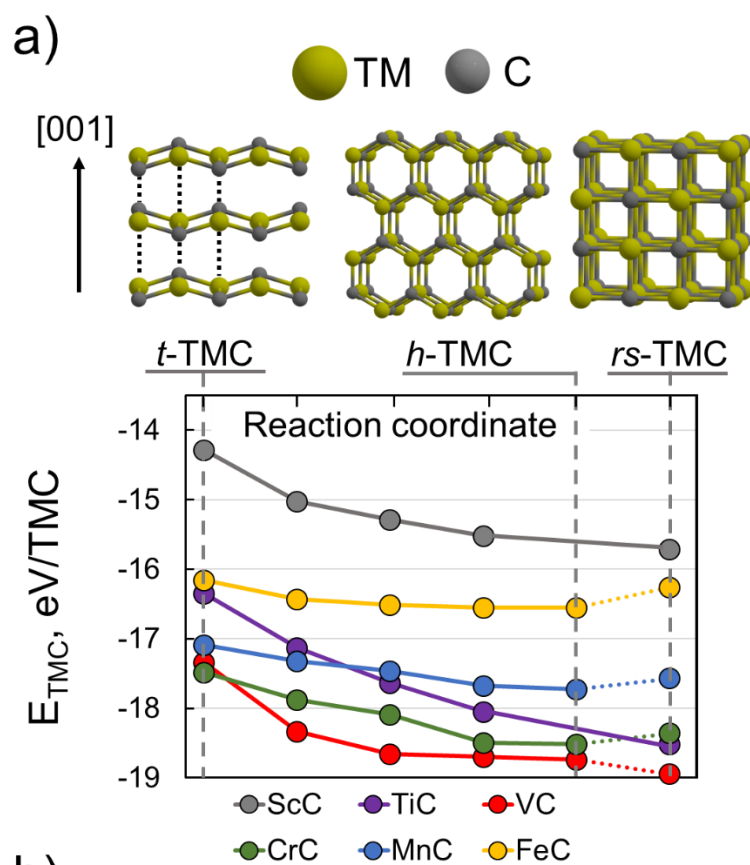 a)
TM C
[001]
t-TMC h-TMC rs-TMC
Reaction coordinate
E_TMC, eV/TMC
-14
-15
-16
-17
-18
-19
ScC TiC VC
CrC MnC FeC